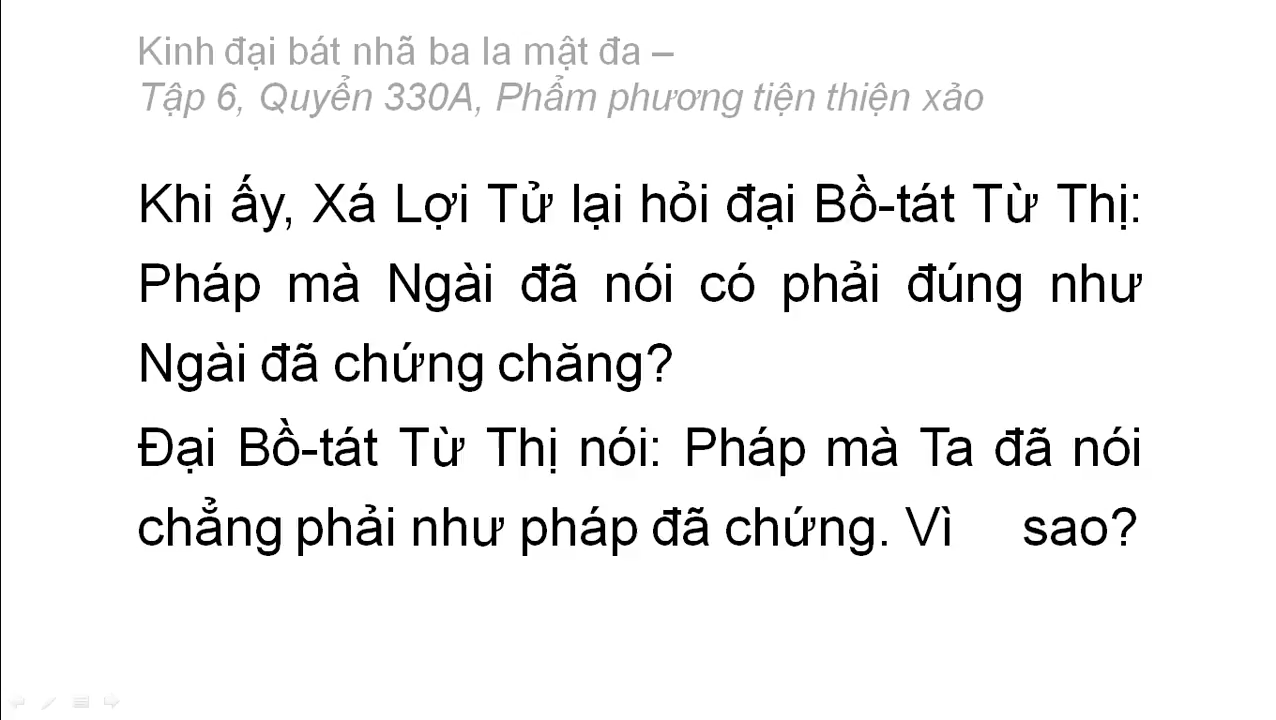 Kinh đại bát nhã ba la mật đa –
Tập 6, Quyển 330A, Phẩm phương tiện thiện xảo
Khi ấy, Xá Lợi Tử lại hỏi đại Bồ-tát Từ Thị:
Pháp mà Ngài đã nói có phải đúng như
Ngài đã chứng chăng?
Đại Bồ-tát Từ Thị nói: Pháp mà Ta đã nói
chẳng phải như pháp đã chứng. Vì sao?